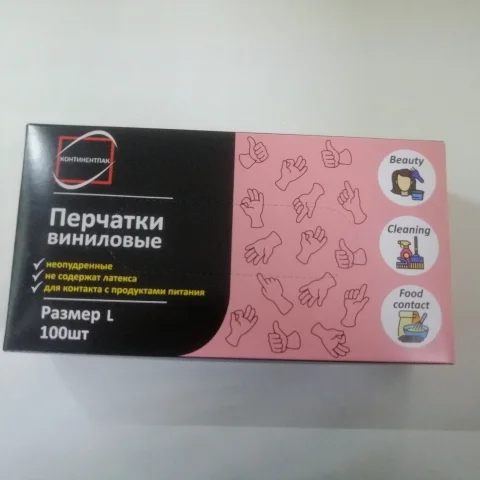 КОНТИНЕНТПАК
Перчатки
виниловые
неопудренные
не содержат латекса
для контакта с продуктами питания
Размер L
100шт
Beauty
Cleaning
Food
contact